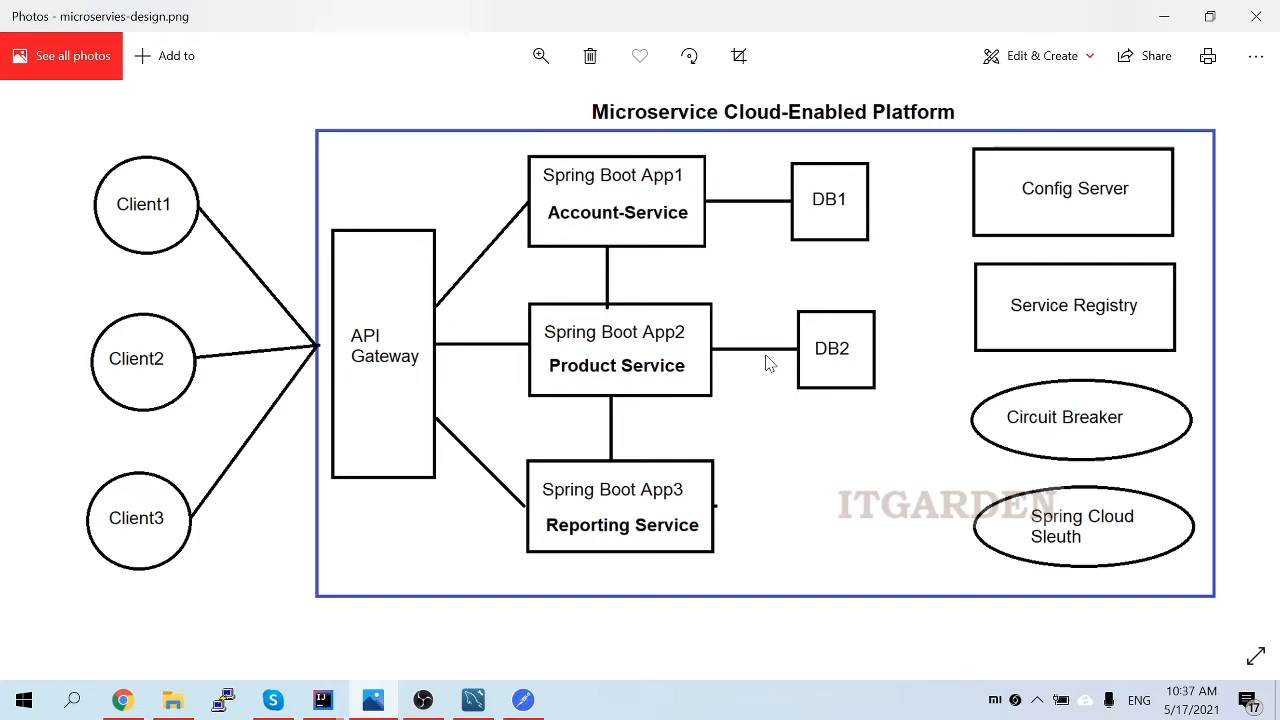 Photos - microservies-design.png
See all photos
Add to
Edit & Create
Share
Microservice Cloud-Enabled Platform
Client1
Client2
Client3
API
Gateway
Spring Boot App1
Account-Service
Spring Boot App2
Product Service
Spring Boot App3
Reporting Service
DB1
DB2
Config Server
Service Registry
Circuit Breaker
Spring Cloud
Sleuth
ITGARDEN
ENG
10:37 AM
5/17/2021
17